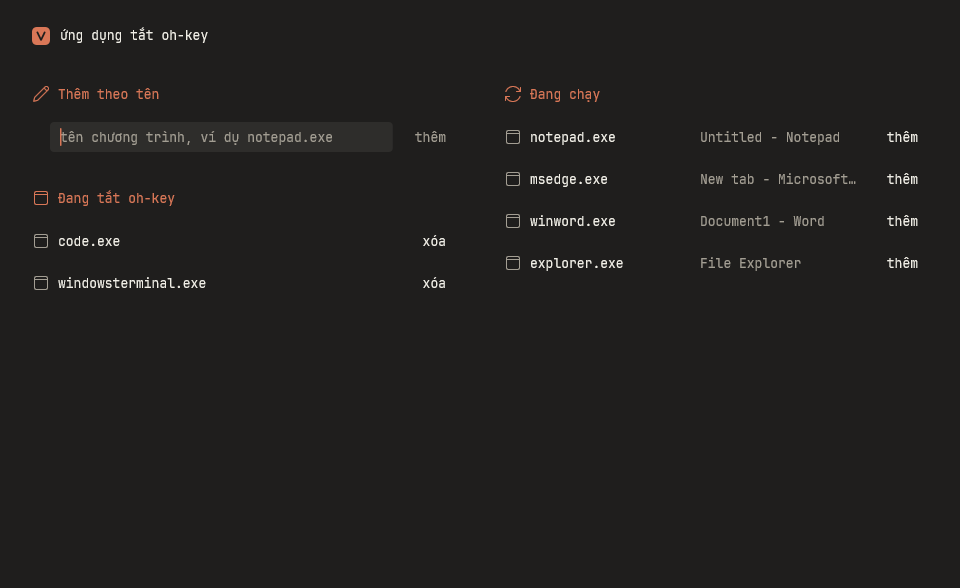 V ứng dụng tắt oh-key
Thêm theo tên
tên chương trình, ví dụ notepad.exe thêm
Đang tắt oh-key
code.exe xóa
windowsterminal.exe xóa
Đang chạy
notepad.exe Untitled - Notepad thêm
msedge.exe New tab - Microsoft… thêm
winword.exe Document1 - Word thêm
explorer.exe File Explorer thêm